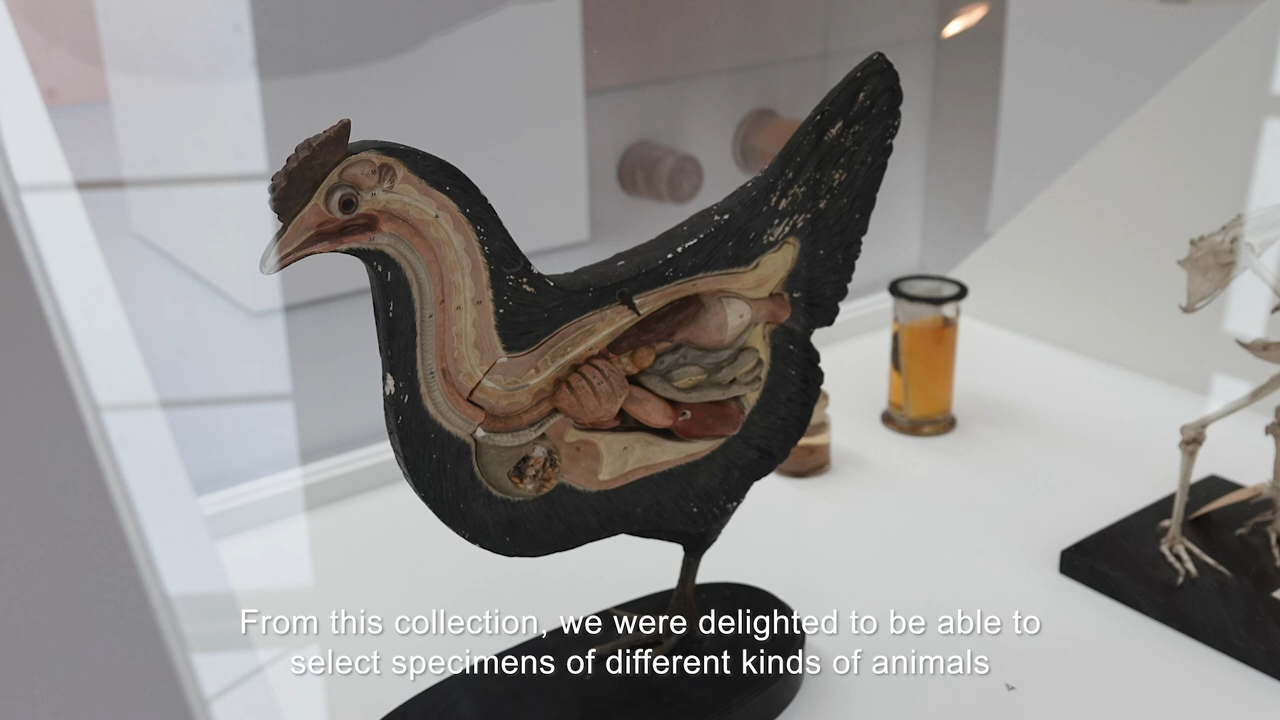 From this collection, we were delighted to be able to
select specimens of different kinds of animals